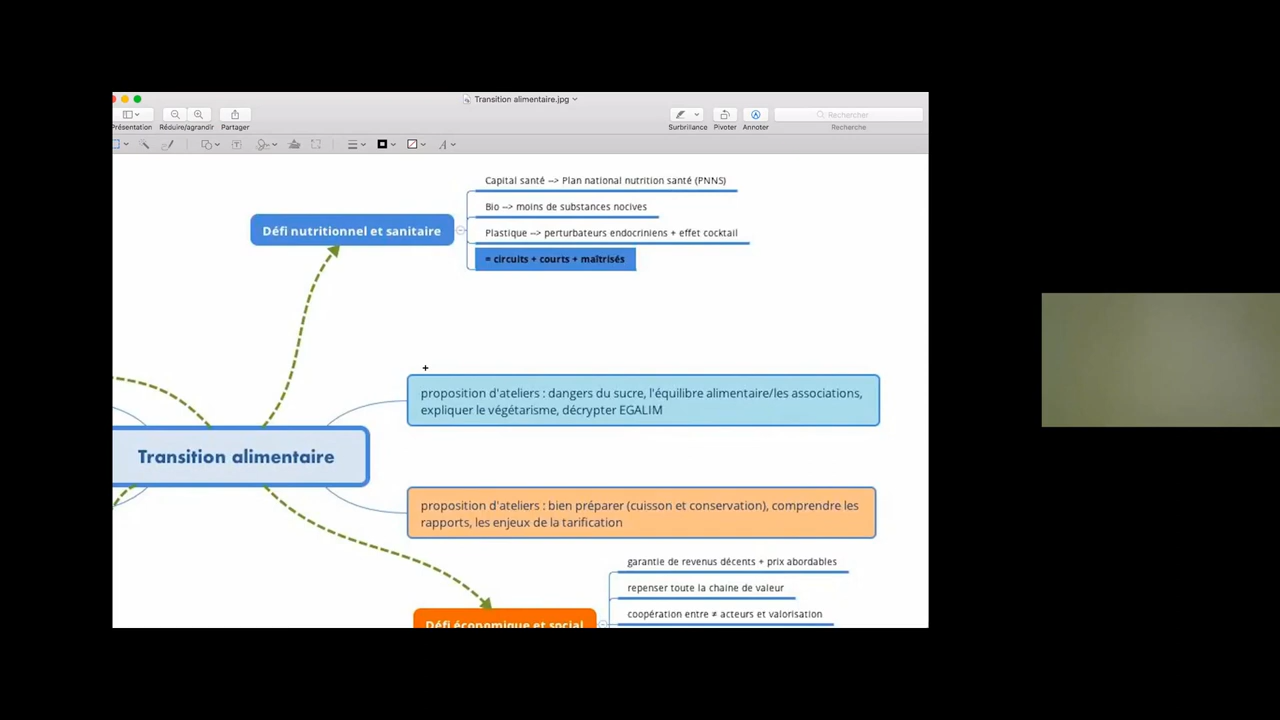 Transition alimentaire.jpg
Présentation
Réduire/agrandir
Partager
Surbrillance
Pivoter
Annoter
Rechercher
Recherche
Capital santé --> Plan national nutrition santé (PNNS)
Bio --> moins de substances nocives
Défi nutritionnel et sanitaire
Plastique --> perturbateurs endocriniens + effet cocktail
= circuits + courts + maîtrisés
proposition d'ateliers : dangers du sucre, l'équilibre alimentaire/les associations,
expliquer le végétarisme, décrypter EGALIM
Transition alimentaire
proposition d'ateliers : bien préparer (cuisson et conservation), comprendre les
rapports, les enjeux de la tarification
garantie de revenus décents + prix abordables
repenser toute la chaine de valeur
coopération entre ≠ acteurs et valorisation
Défi économique et social